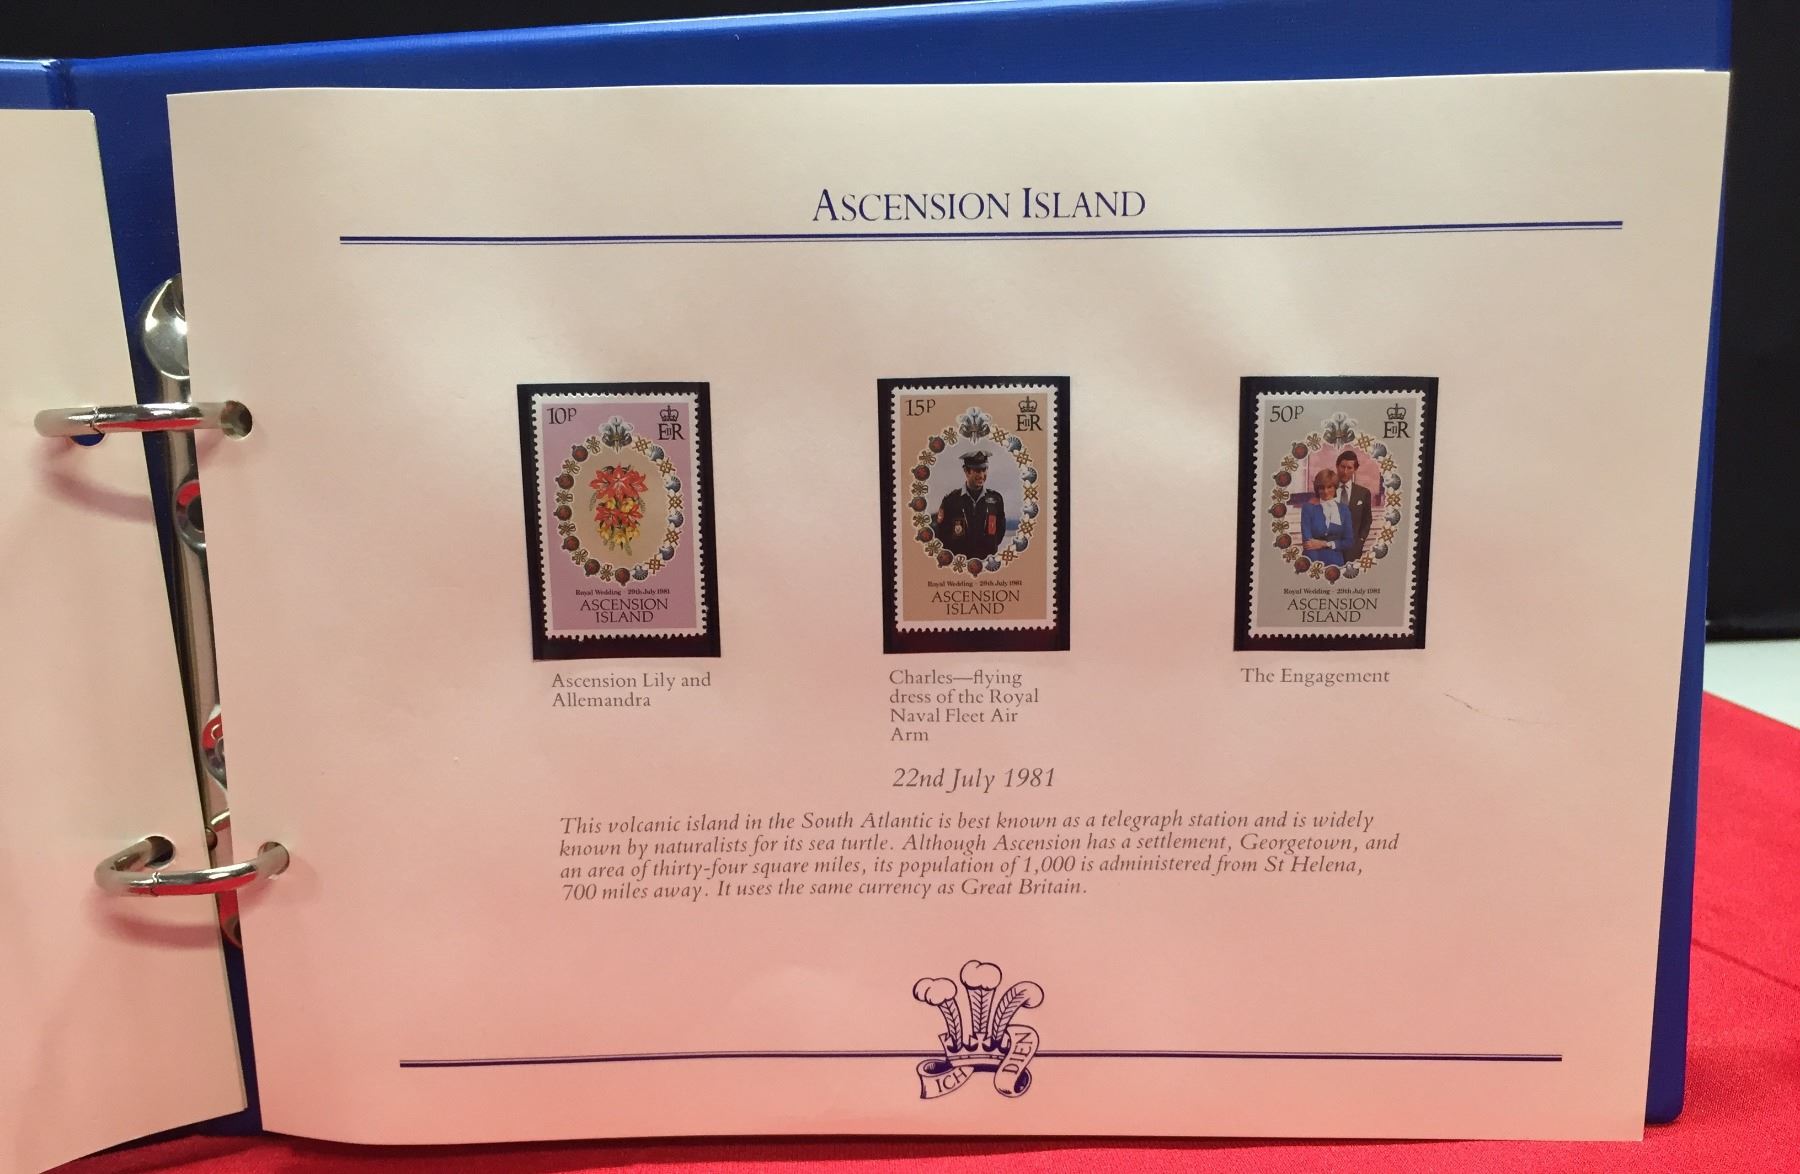 ASCENSION ISLAND
10P
EIIR
Royal Wedding - 29th July 1981
ASCENSION
ISLAND
15P
EIIR
Royal Wedding - 29th July 1981
ASCENSION
ISLAND
50P
EIIR
Royal Wedding - 29th July 1981
ASCENSION
ISLAND
Ascension Lily and
Allemandra
Charles—flying
dress of the Royal
Naval Fleet Air
Arm
The Engagement
22nd July 1981
This volcanic island in the South Atlantic is best known as a telegraph station and is widely
known by naturalists for its sea turtle. Although Ascension has a settlement, Georgetown, and
an area of thirty-four square miles, its population of 1,000 is administered from St Helena,
700 miles away. It uses the same currency as Great Britain.
ICH DIEN